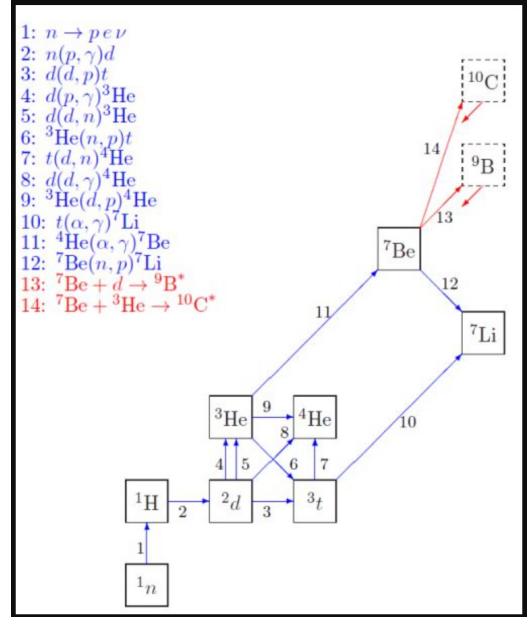 1: n → p e ν
2: n(p, γ)d
3: d(d, p)t
4: d(p, γ)³He
5: d(d, n)³He
6: ³He(n, p)t
7: t(d, n)⁴He
8: d(d, γ)⁴He
9: ³He(d, p)⁴He
10: t(α, γ)⁷Li
11: ⁴He(α, γ)⁷Be
12: ⁷Be(n, p)⁷Li
13: ⁷Be + d → ⁹B*
14: ⁷Be + ³He → ¹⁰C*
¹⁰C
14
⁹B
13
⁷Be
12
11
⁷Li
³He
9
⁴He
8
10
4
5
6
7
¹H
2
²d
3
³t
1
¹n